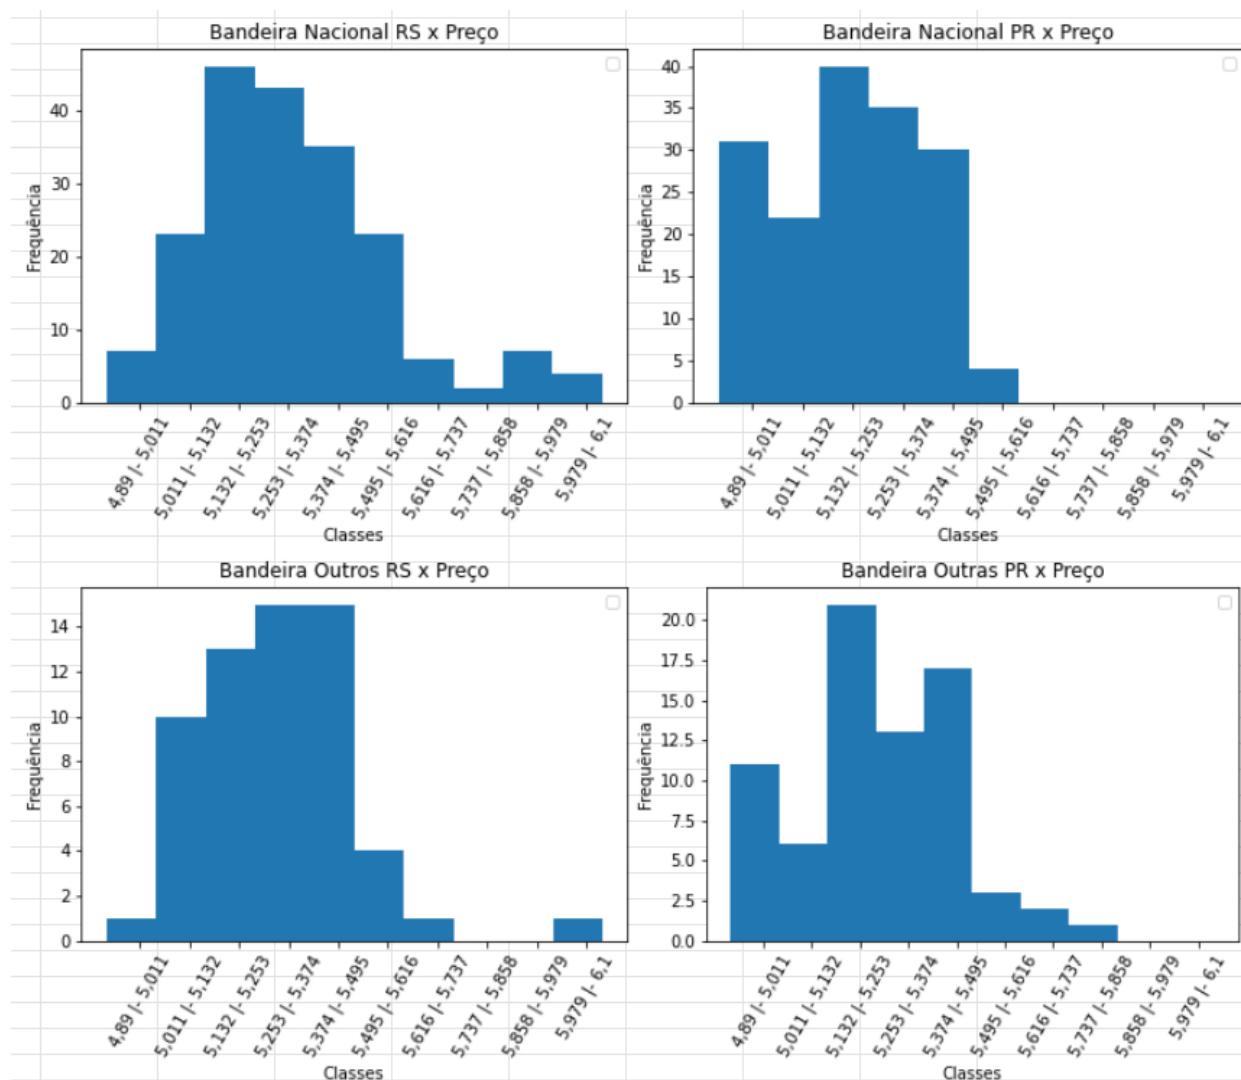 Bandeira Nacional RS x Preço
Frequência
40
30
20
10
0
4,89 |- 5,011
5,011 |- 5,132
5,132 |- 5,253
5,253 |- 5,374
5,374 |- 5,495
5,495 |- 5,616
5,616 |- 5,737
5,737 |- 5,858
5,858 |- 5,979
5,979 |- 6,1
Classes
Bandeira Nacional PR x Preço
Frequência
40
35
30
25
20
15
10
5
0
4,89 |- 5,011
5,011 |- 5,132
5,132 |- 5,253
5,253 |- 5,374
5,374 |- 5,495
5,495 |- 5,616
5,616 |- 5,737
5,737 |- 5,858
5,858 |- 5,979
5,979 |- 6,1
Classes
Bandeira Outros RS x Preço
Frequência
14
12
10
8
6
4
2
0
4,89 |- 5,011
5,011 |- 5,132
5,132 |- 5,253
5,253 |- 5,374
5,374 |- 5,495
5,495 |- 5,616
5,616 |- 5,737
5,737 |- 5,858
5,858 |- 5,979
5,979 |- 6,1
Classes
Bandeira Outras PR x Preço
Frequência
20.0
17.5
15.0
12.5
10.0
7.5
5.0
2.5
0.0
4,89 |- 5,011
5,011 |- 5,132
5,132 |- 5,253
5,253 |- 5,374
5,374 |- 5,495
5,495 |- 5,616
5,616 |- 5,737
5,737 |- 5,858
5,858 |- 5,979
5,979 |- 6,1
Classes